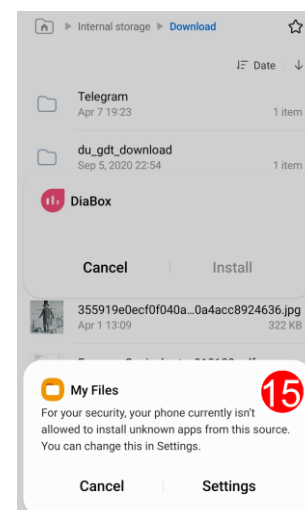 Internal storage ▶ Download
Date
Telegram
Apr 7 19:23
1 item
du_gdt_download
Sep 5, 2020 22:54
1 item
DiaBox
Cancel
Install
355919e0ecf0f040a...0a4acc8924636.jpg
Apr 1 13:09
322 KB
My Files
15
For your security, your phone currently isn't
allowed to install unknown apps from this source.
You can change this in Settings.
Cancel
Settings